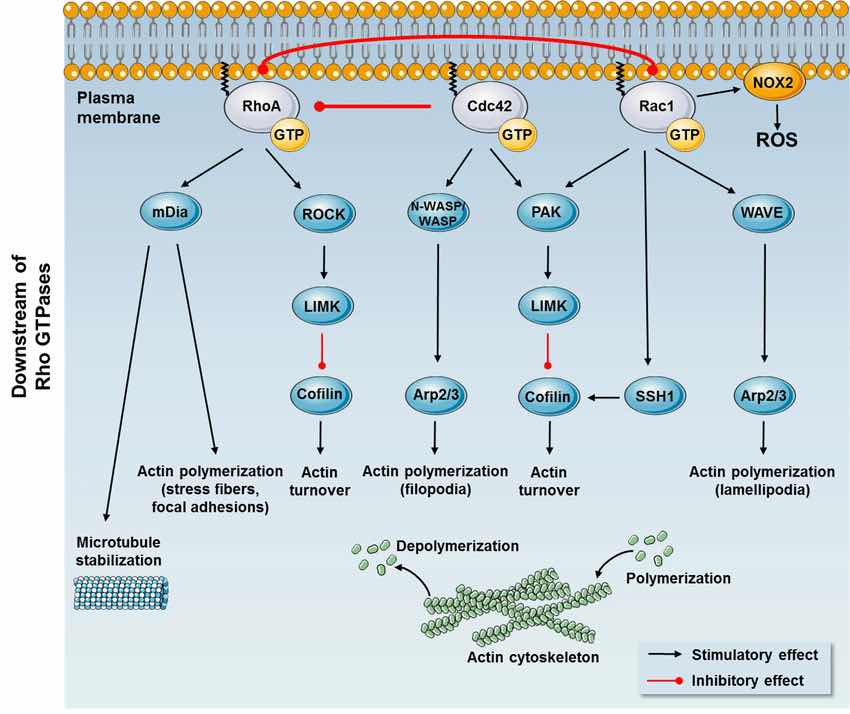 Plasma
membrane
RhoA
GTP
Cdc42
GTP
Rac1
GTP
NOX2
ROS
mDia
ROCK
N-WASP/
WASP
PAK
WAVE
LIMK
LIMK
Cofilin
Arp2/3
Cofilin
SSH1
Arp2/3
Downstream of
Rho GTPases
Actin polymerization
(stress fibers,
focal adhesions)
Actin
turnover
Actin polymerization
(filopodia)
Actin
turnover
Actin polymerization
(lamellipodia)
Microtubule
stabilization
Depolymerization
Polymerization
Actin cytoskeleton
Stimulatory effect
Inhibitory effect